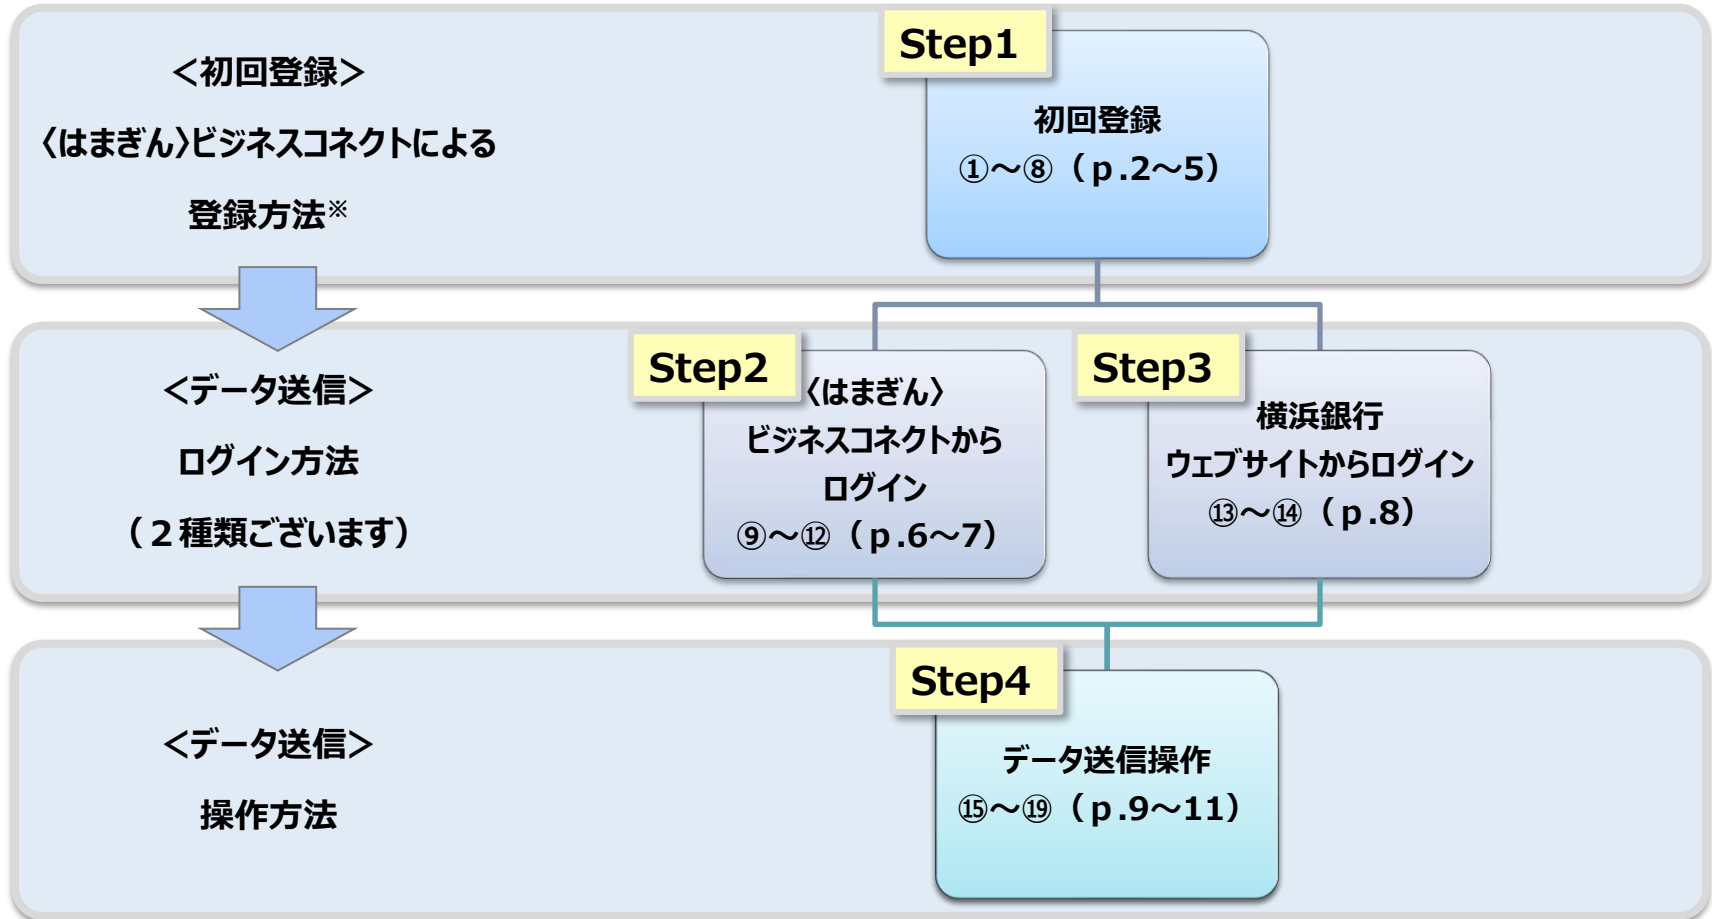 <初回登録>
〈はまぎん〉ビジネスコネクトによる
登録方法※
Step1
初回登録
①～⑧（ｐ.2～5）
<データ送信>
ログイン方法
（２種類ございます）
Step2
〈はまぎん〉
ビジネスコネクトから
ログイン
⑨～⑫（ｐ.6～7）
Step3
横浜銀行
ウェブサイトからログイン
⑬～⑭（ｐ.8）
<データ送信>
操作方法
Step4
データ送信操作
⑮～⑲（ｐ.9～11）